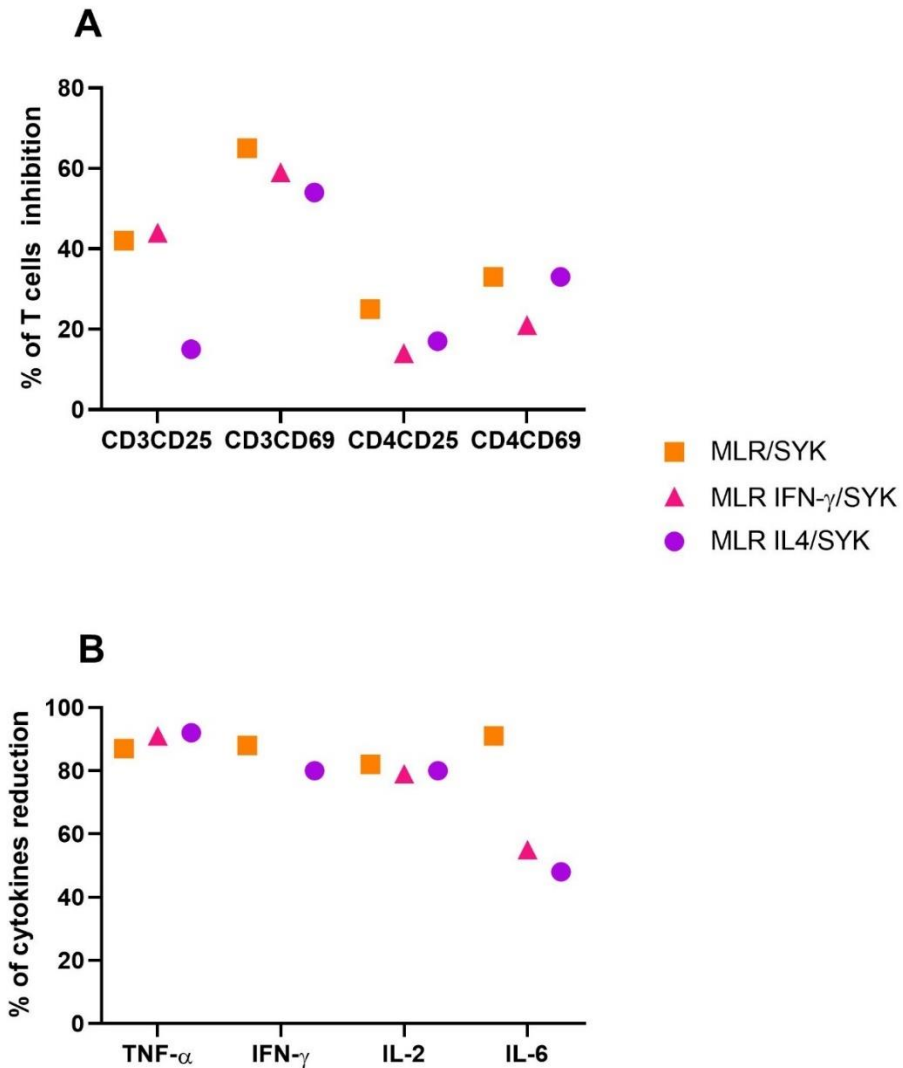 A
% of T cells inhibition
80
60
40
20
0
CD3CD25 CD3CD69 CD4CD25 CD4CD69
MLR/SYK
MLR IFN-γ/SYK
MLR IL4/SYK
B
% of cytokines reduction
100
80
60
40
20
0
TNF-α IFN-γ IL-2 IL-6